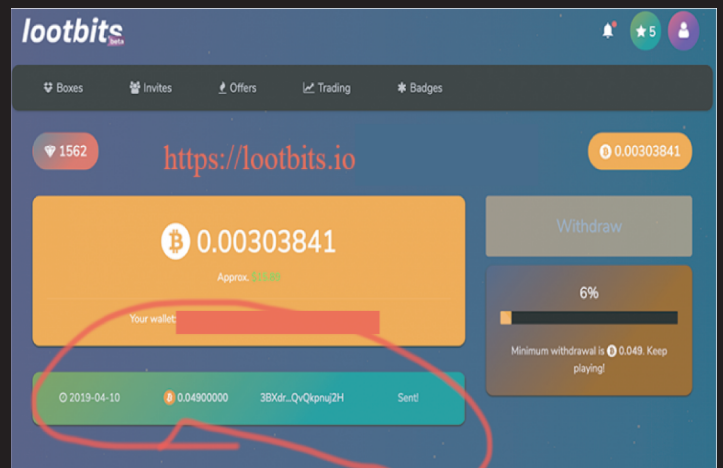 lootbits
beta
5
Boxes Invites Offers Trading Badges
1562
https://lootbits.io
0.00303841
0.00303841
Approx.
Your wallet:
Withdraw
6%
Minimum withdrawal is 0.049. Keep
playing!
2019-04-10 0.04900000 3BXdr...QvQkpnuj2H Sent!